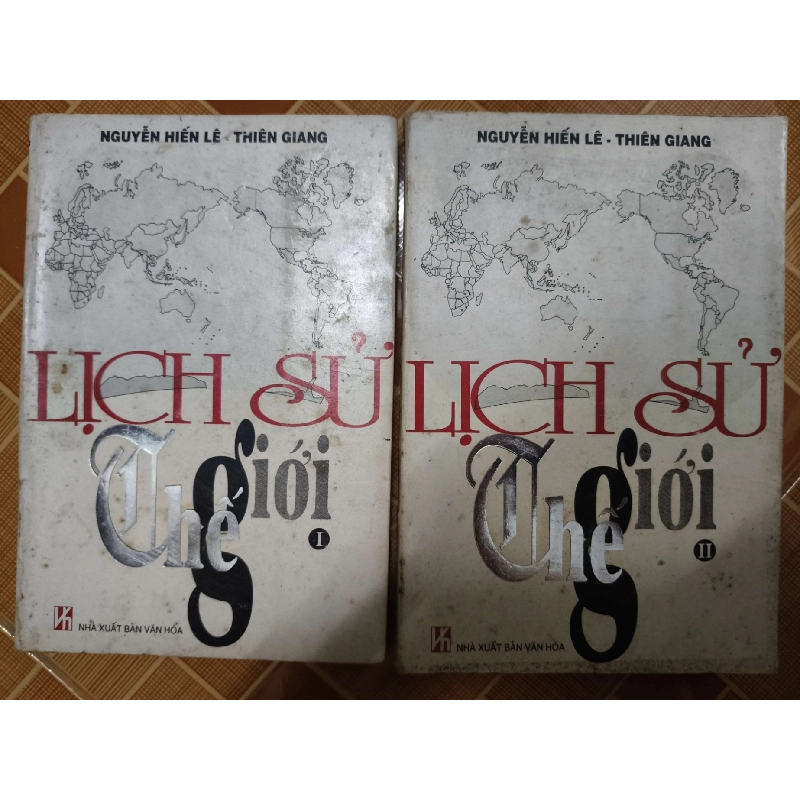 NGUYỄN HIẾN LÊ - THIÊN GIANG
LỊCH SỬ
Thế giới
I
NHÀ XUẤT BẢN VĂN HÓA
NGUYỄN HIẾN LÊ - THIÊN GIANG
LỊCH SỬ
Thế giới
II
NHÀ XUẤT BẢN VĂN HÓA